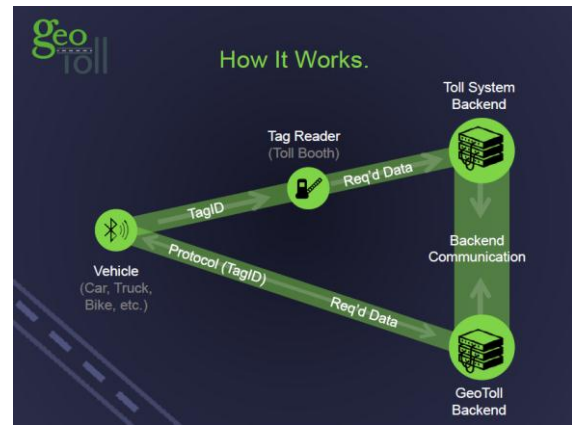 geo
toll
How It Works.
Toll System
Backend
Tag Reader
(Toll Booth)
Req'd Data
TagID
Backend
Communication
Protocol (TagID)
Req'd Data
Vehicle
(Car, Truck,
Bike, etc.)
GeoToll
Backend